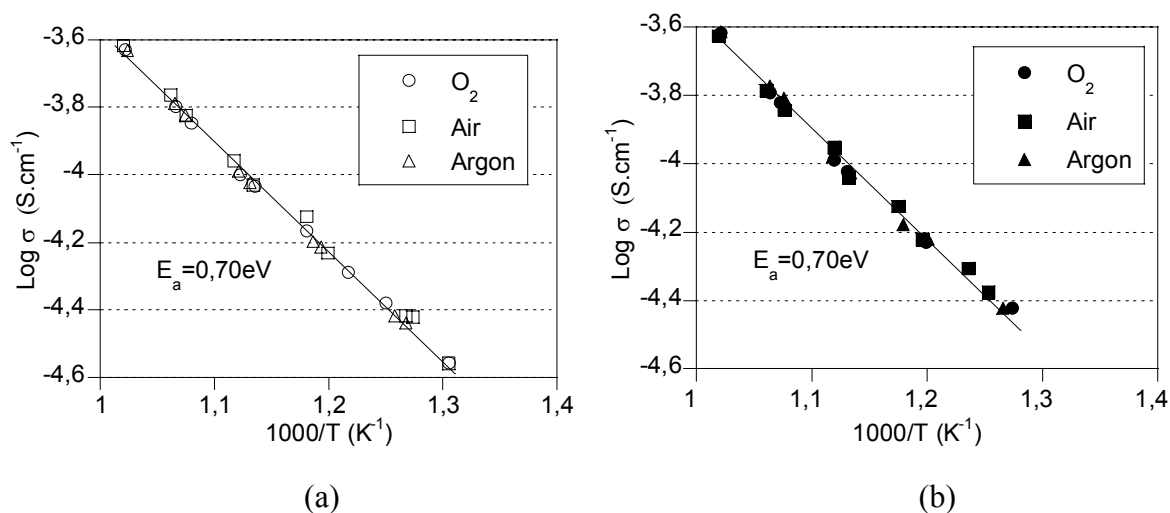 -3,6
-3,8
-4
-4,2
-4,4
-4,6
Log σ (S.cm⁻¹)
O₂
Air
Argon
Eₐ=0,70eV
1
1,1
1,2
1,3
1,4
1000/T (K⁻¹)
(a)
-3,6
-3,8
-4
-4,2
-4,4
-4,6
Log σ (S.cm⁻¹)
O₂
Air
Argon
Eₐ=0,70eV
1
1,1
1,2
1,3
1,4
1000/T (K⁻¹)
(b)